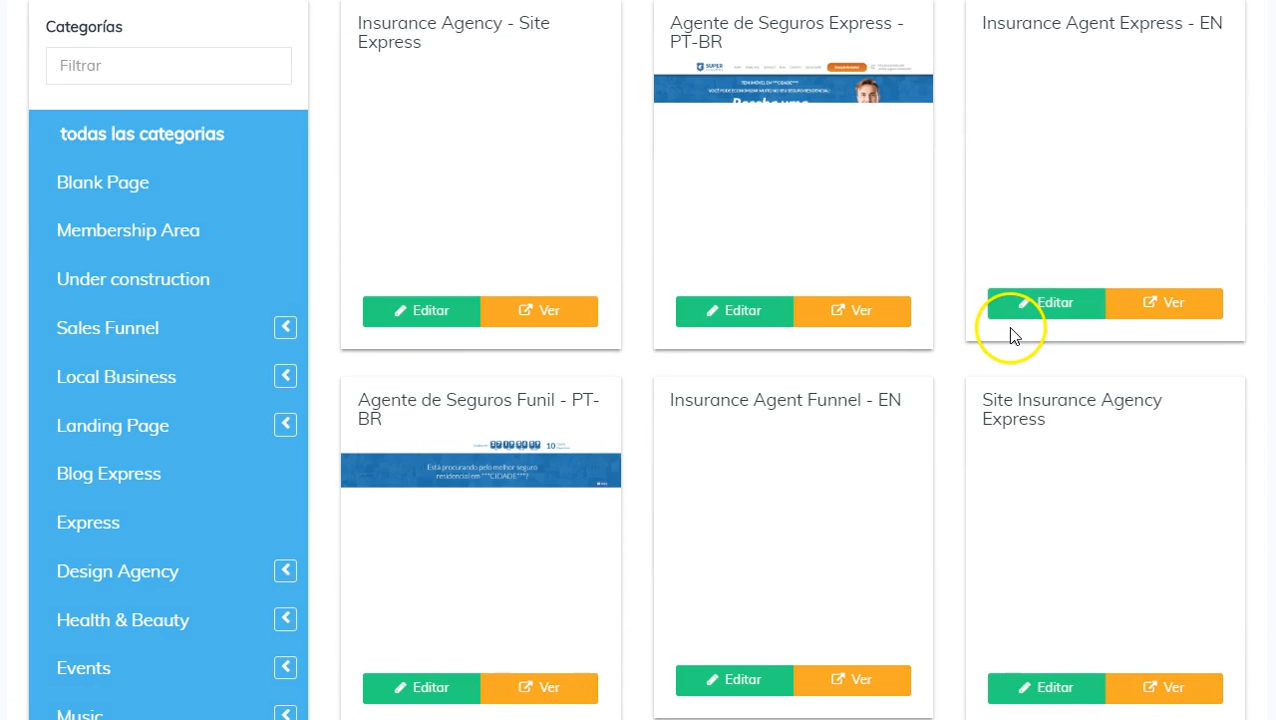 Categorías
Filtrar
todas las categorias
Blank Page
Membership Area
Under construction
Sales Funnel
Local Business
Landing Page
Blog Express
Express
Design Agency
Health & Beauty
Events
Music
Insurance Agency - Site
Express
Editar
Ver
Agente de Seguros Express -
PT-BR
SUPER
Editar
Ver
Insurance Agent Express - EN
Editar
Ver
Agente de Seguros Funil - PT-
BR
10
Está procurando pelo melhor seguro
residencial em ***CIDADE***?
Editar
Ver
Insurance Agent Funnel - EN
Editar
Ver
Site Insurance Agency
Express
Editar
Ver